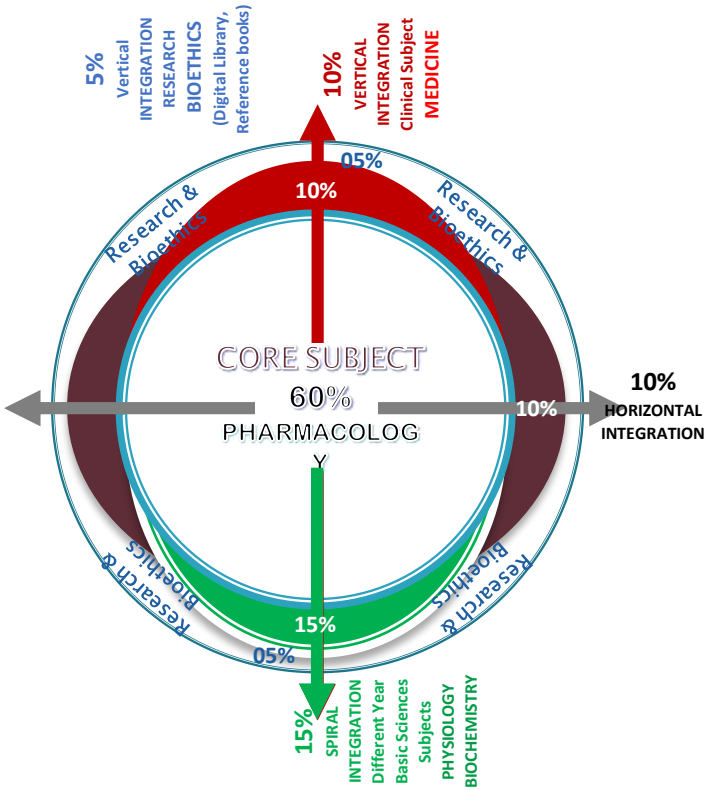 5%
Vertical
INTEGRATION
RESEARCH
BIOETHICS
(Digital Library,
Reference books)
10%
VERTICAL
INTEGRATION
Clinical Subject
MEDICINE
05%
10%
Research &
Bioethics
Research &
Bioethics
CORE SUBJECT
60%
PHARMACOLOG
Y
10%
10%
HORIZONTAL
INTEGRATION
Research &
Bioethics
Research &
Bioethics
15%
05%
15%
SPIRAL
INTEGRATION
Different Year
Basic Sciences
Subjects
PHYSIOLOGY
BIOCHEMISTRY